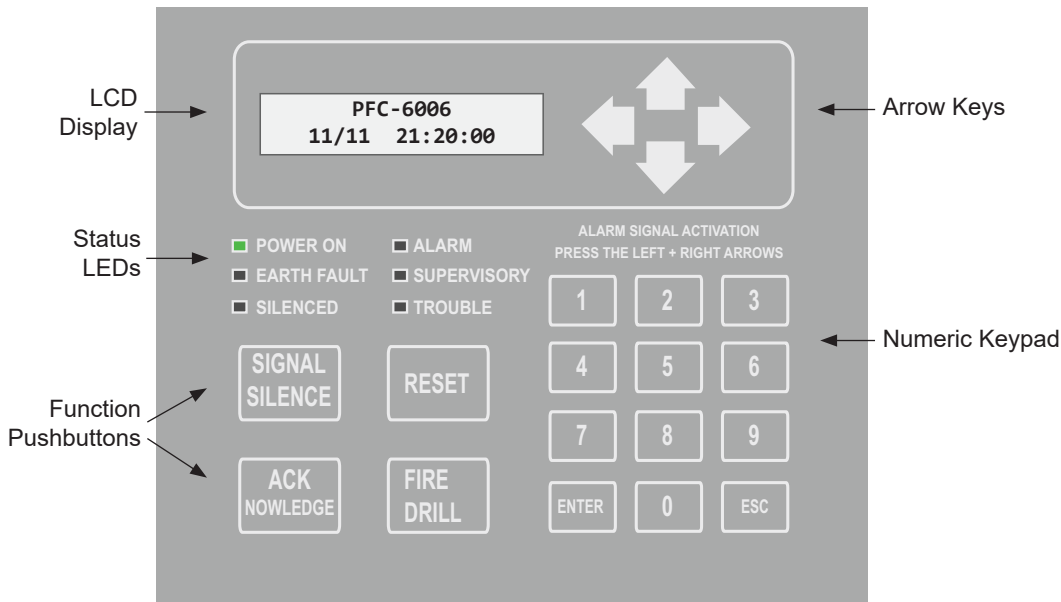 LCD
Display
PFC-6006
11/11 21:20:00
Arrow Keys
Status
LEDs
POWER ON
EARTH FAULT
SILENCED
ALARM
SUPERVISORY
TROUBLE
ALARM SIGNAL ACTIVATION
PRESS THE LEFT + RIGHT ARROWS
1 2 3
4 5 6
7 8 9
ENTER 0 ESC
Numeric Keypad
Function
Pushbuttons
SIGNAL
SILENCE
RESET
ACK
NOWLEDGE
FIRE
DRILL